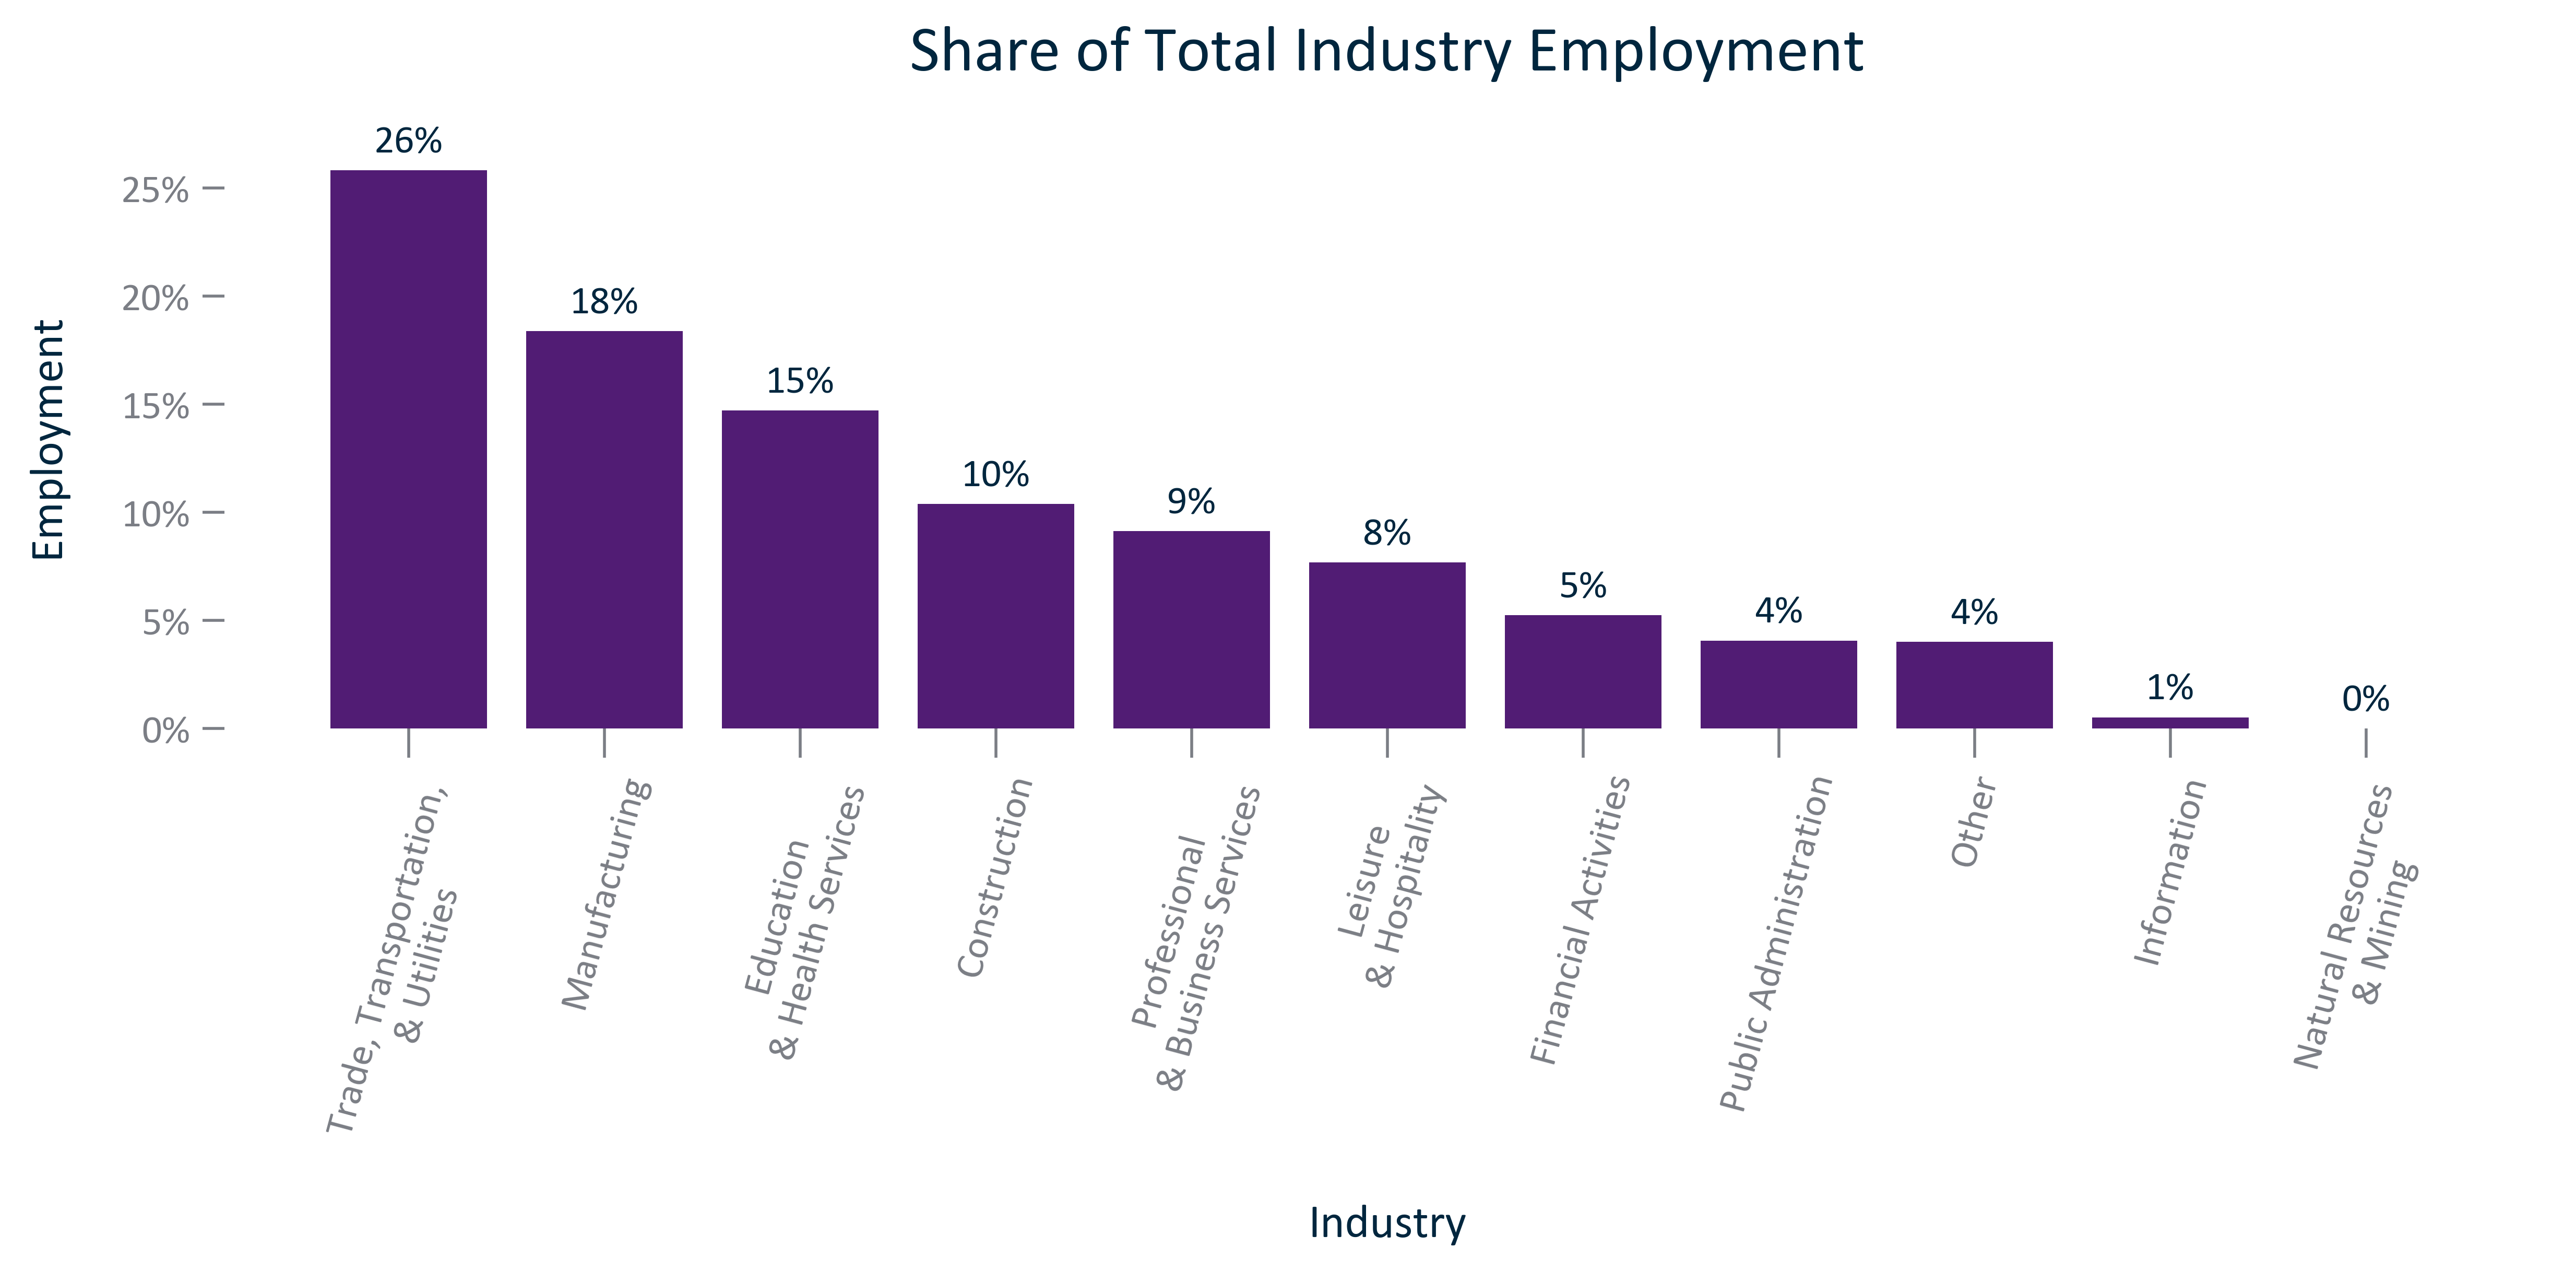 Share of Total Industry Employment
Employment
25%
20%
15%
10%
5%
0%
26%
18%
15%
10%
9%
8%
5%
4%
4%
1%
0%
Trade, Transportation,
& Utilities
Manufacturing
Education
& Health Services
Construction
Professional
& Business Services
Leisure
& Hospitality
Financial Activities
Public Administration
Other
Information
Natural Resources
& Mining
Industry